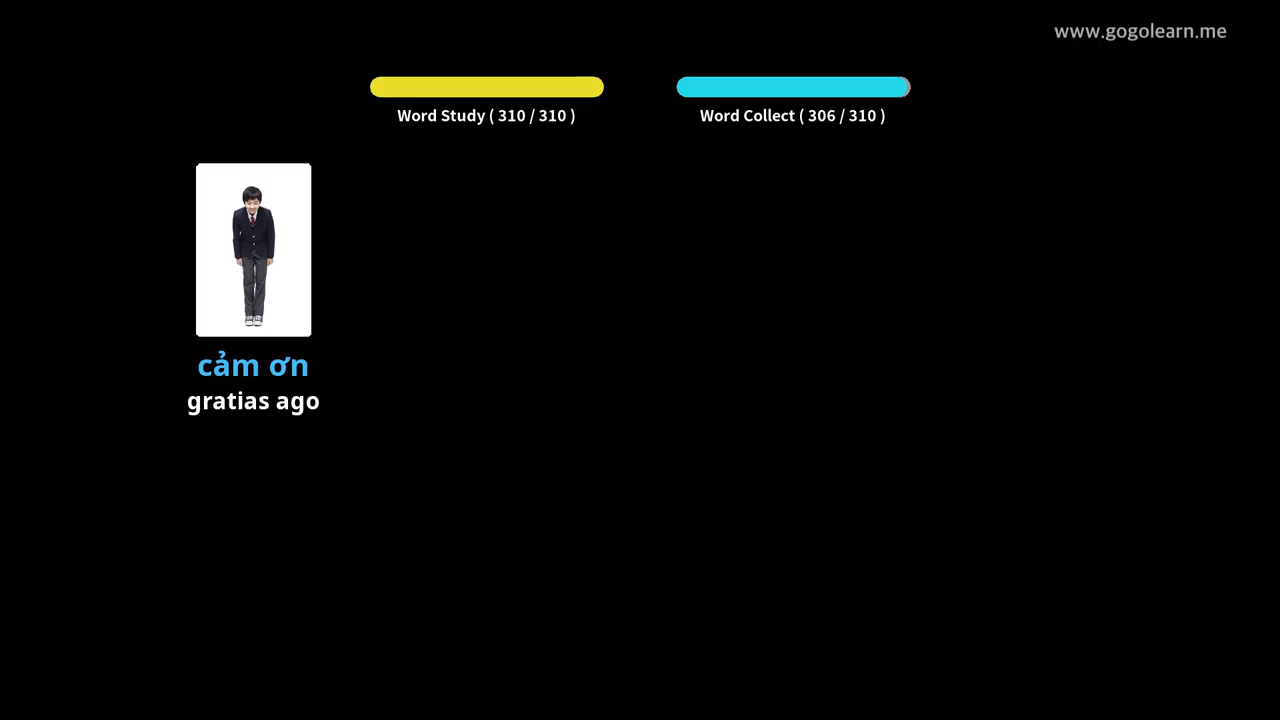 www.gogolearn.me
Word Study ( 310 / 310 )
Word Collect ( 306 / 310 )
cảm ơn
gratias ago